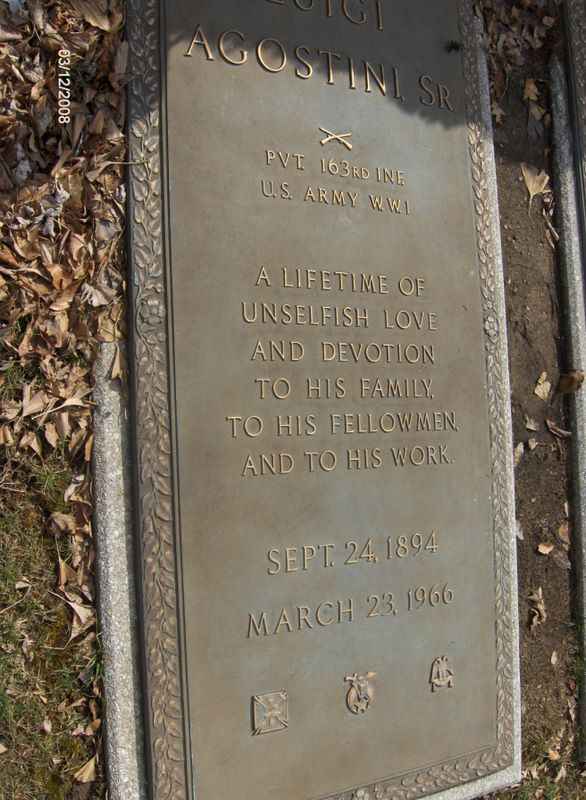 LUIGI
AGOSTINI, SR
PVT. 163RD INF.
U.S. ARMY W.W.I
A LIFETIME OF
UNSELFISH LOVE
AND DEVOTION
TO HIS FAMILY,
TO HIS FELLOWMEN,
AND TO HIS WORK.
SEPT. 24, 1894
MARCH 23, 1966
03/12/2008